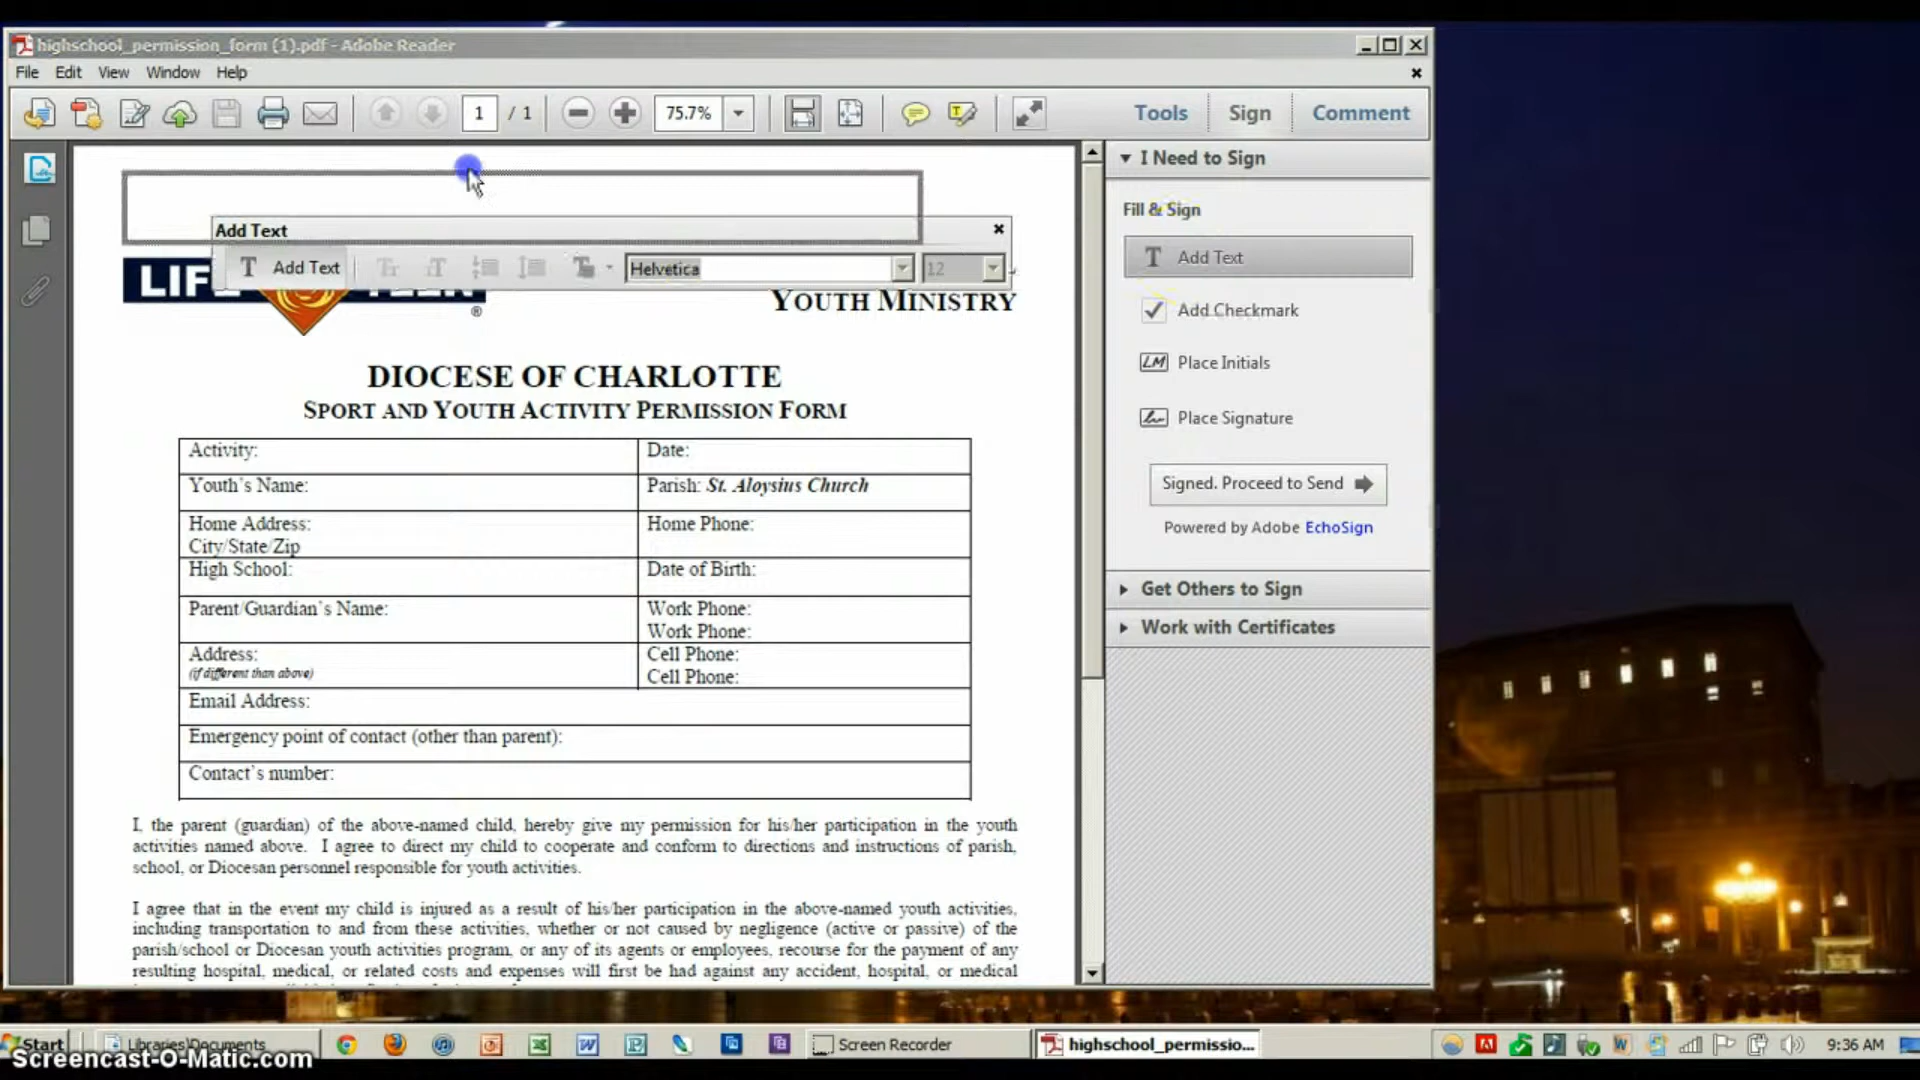 highschool_permission_form (1).pdf - Adobe Reader
File Edit View Window Help
1 / 1
75.7%
Tools Sign Comment
I Need to Sign
Fill & Sign
Add Text
Add Checkmark
Place Initials
Place Signature
Signed. Proceed to Send
Powered by Adobe EchoSign
Get Others to Sign
Work with Certificates
Add Text
Add Text Helvetica 12
YOUTH MINISTRY
DIOCESE OF CHARLOTTE
SPORT AND YOUTH ACTIVITY PERMISSION FORM
Activity: Date:
Youth's Name: Parish: St. Aloysius Church
Home Address: Home Phone:
City/State/Zip
High School: Date of Birth:
Parent/Guardian's Name: Work Phone:
Work Phone:
Address: Cell Phone:
(if different than above) Cell Phone:
Email Address:
Emergency point of contact (other than parent):
Contact's number:
I, the parent (guardian) of the above-named child, hereby give my permission for his/her participation in the youth
activities named above. I agree to direct my child to cooperate and conform to directions and instructions of parish,
school, or Diocesan personnel responsible for youth activities.
I agree that in the event my child is injured as a result of his/her participation in the above-named youth activities,
including transportation to and from these activities, whether or not caused by negligence (active or passive) of the
parish/school or Diocesan youth activities program, or any of its agents or employees, recourse for the payment of any
resulting hospital, medical, or related costs and expenses will first be had against any accident, hospital, or medical
Start Libraries\Documents Screen Recorder highschool_permissio... 9:36 AM
Screencast-O-Matic.com